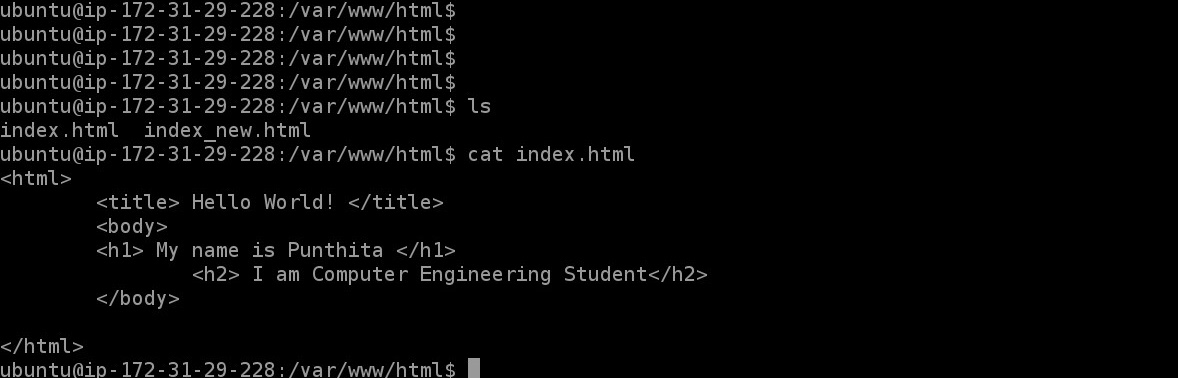 ubuntu@ip-172-31-29-228:/var/www/html$
ubuntu@ip-172-31-29-228:/var/www/html$
ubuntu@ip-172-31-29-228:/var/www/html$
ubuntu@ip-172-31-29-228:/var/www/html$
ubuntu@ip-172-31-29-228:/var/www/html$ ls
index.html  index_new.html
ubuntu@ip-172-31-29-228:/var/www/html$ cat index.html
<html>
        <title> Hello World! </title>
        <body>
        <h1> My name is Punthita </h1>
                <h2> I am Computer Engineering Student</h2>
        </body>

</html>
ubuntu@ip-172-31-29-228:/var/www/html$